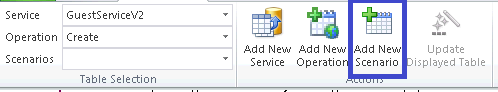 Service GuestServiceV2
Operation Create
Scenarios
Table Selection
Add New Service
Add New Operation
Add New Scenario
Update Displayed Table
Actions